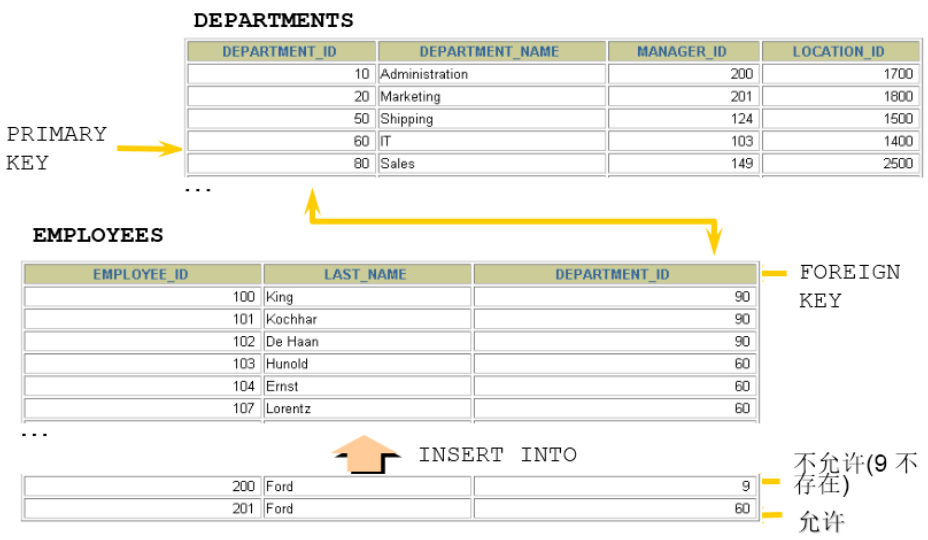 DEPARTMENTS
DEPARTMENT_ID DEPARTMENT_NAME MANAGER_ID LOCATION_ID
10 Administration 200 1700
20 Marketing 201 1800
50 Shipping 124 1500
60 IT 103 1400
80 Sales 149 2500
...
PRIMARY
KEY
EMPLOYEES
EMPLOYEE_ID LAST_NAME DEPARTMENT_ID
100 King 90
101 Kochhar 90
102 De Haan 90
103 Hunold 60
104 Ernst 60
107 Lorentz 60
...
FOREIGN
KEY
INSERT INTO
200 Ford 9
201 Ford 60
不允许(9 不
存在)
允许